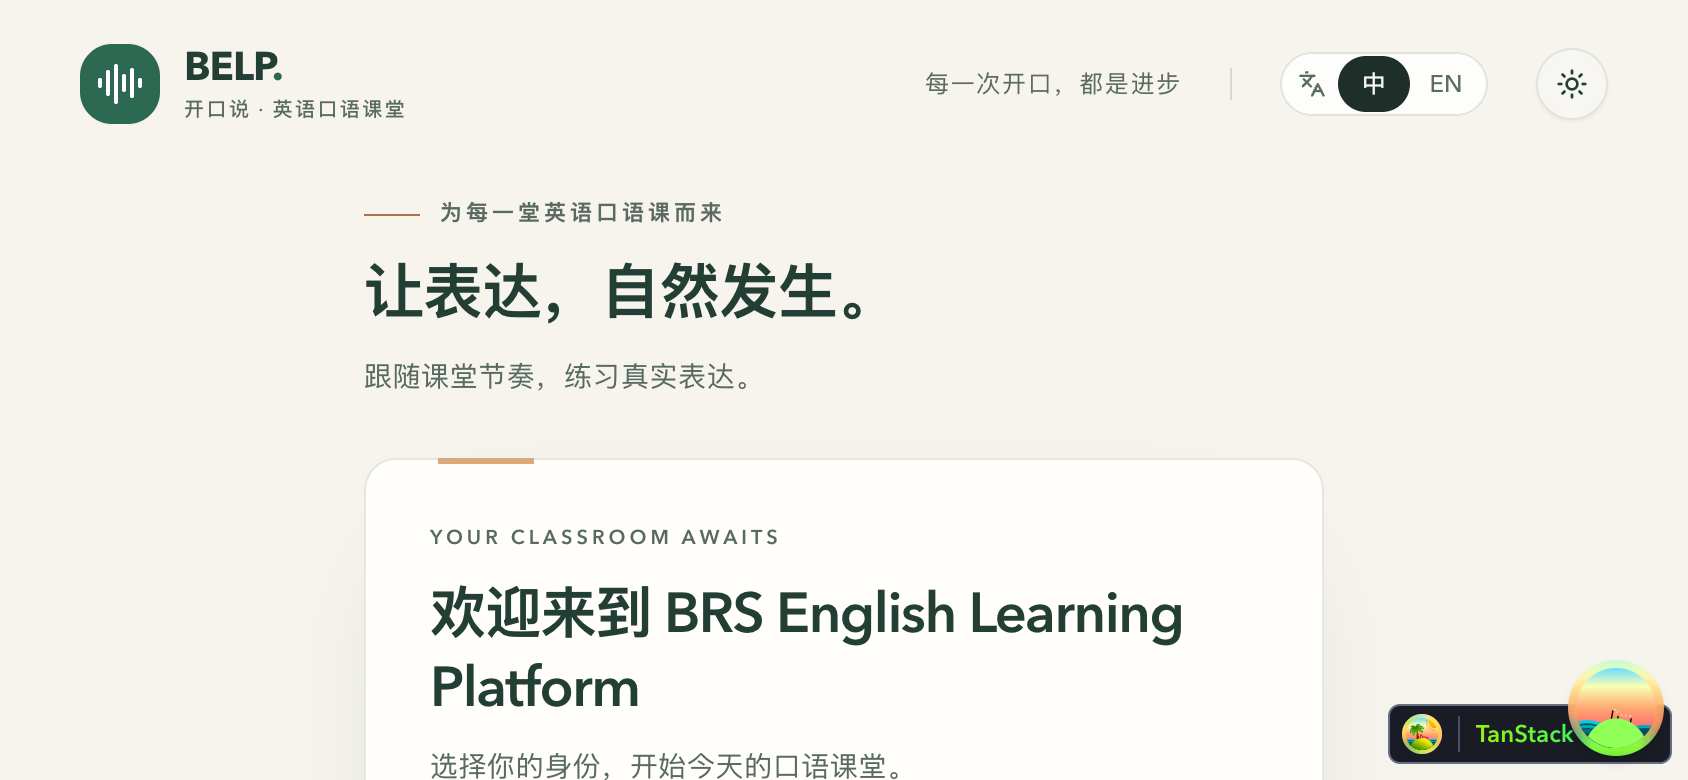 BELP.
开口说 · 英语口语课堂
每一次开口，都是进步
中
EN
为每一堂英语口语课而来
让表达，自然发生。
跟随课堂节奏，练习真实表达。
YOUR CLASSROOM AWAITS
欢迎来到 BRS English Learning
Platform
选择你的身份，开始今天的口语课堂。
TanStack